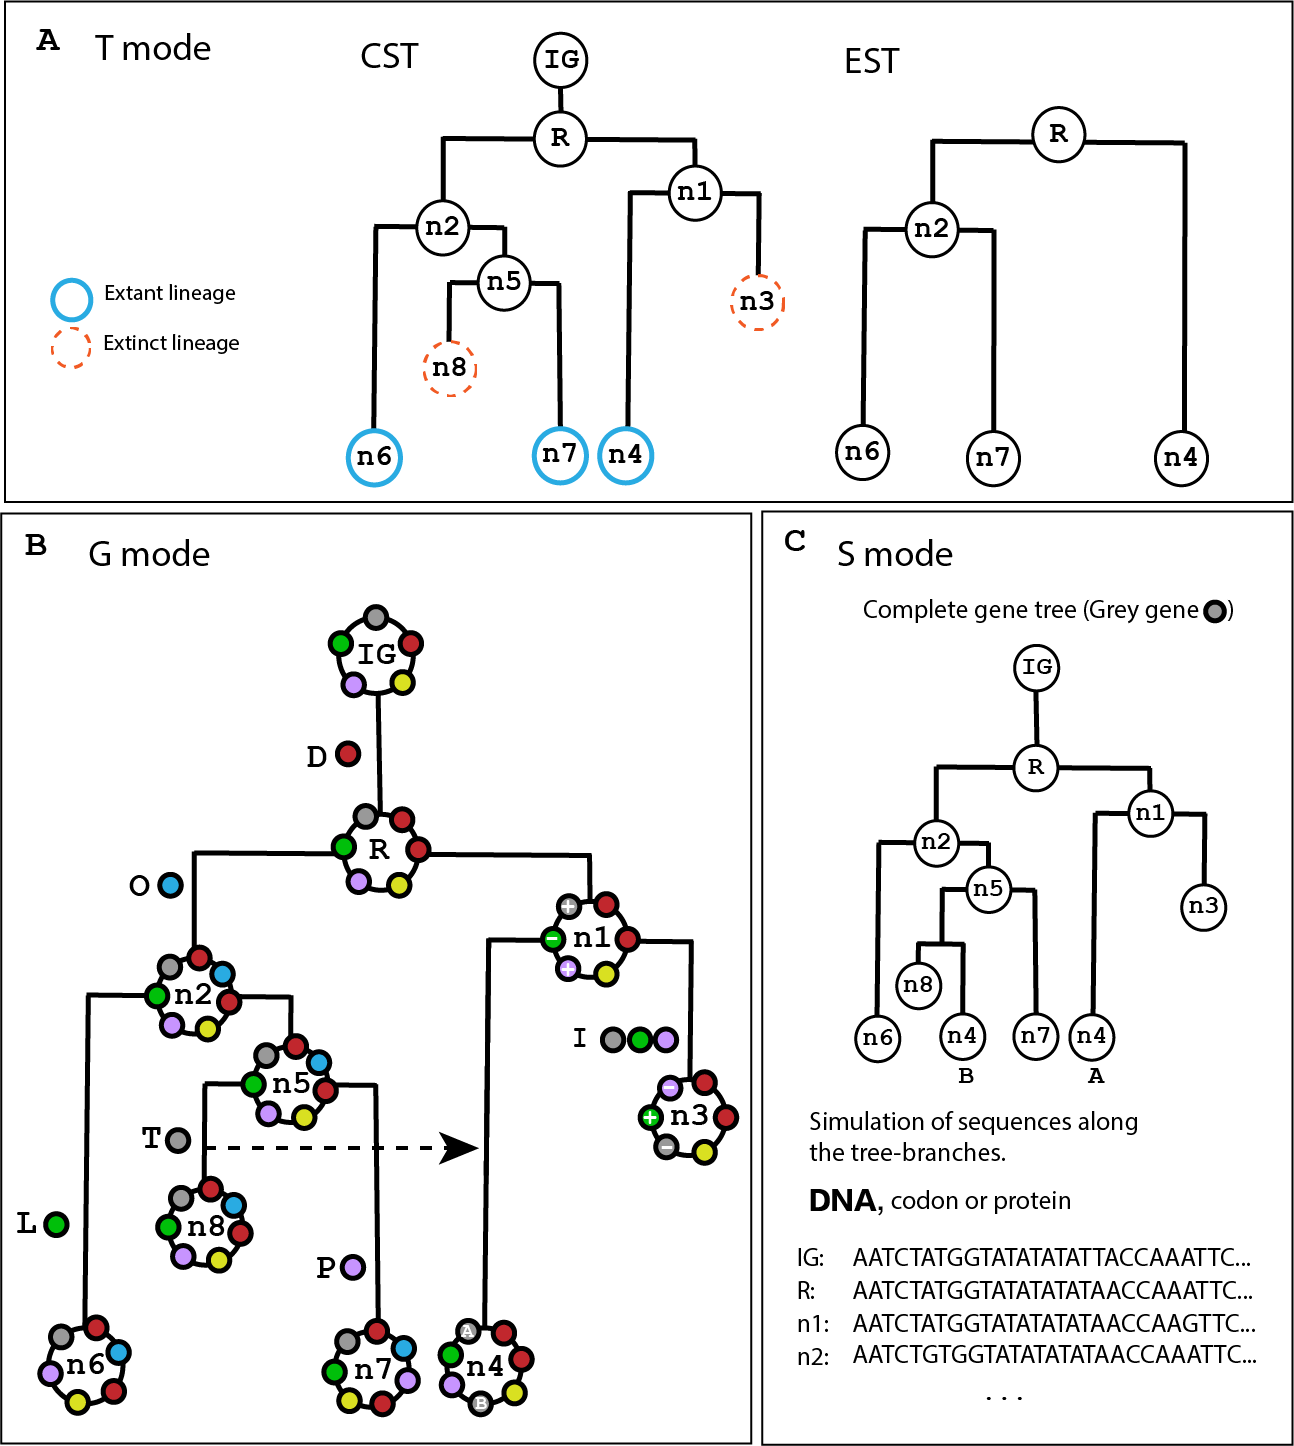 A T mode
CST
EST
IG
R
R
n1
n2
n2
n5
n3
n8
Extant lineage
Extinct lineage
n6
n7
n4
n6
n7
n4
B G mode
IG
D
R
O
+
-
n1
+
n2
I
n5
-
+ n3
-
T
n8
L
P
A
n6
n7
n4
B
C S mode
Complete gene tree (Grey gene )
IG
R
n1
n2
n5
n3
n8
n6
n4
n7
n4
B
A
Simulation of sequences along
the tree-branches.
DNA, codon or protein
IG: AATCTATGGTATATATATTACCAAATTC...
R: AATCTATGGTATATATATAACCAAATTC...
n1: AATCTATGGTATATATATAACCAAGTTC...
n2: AATCTGTGGTATATATATAACCAAATTC...
...